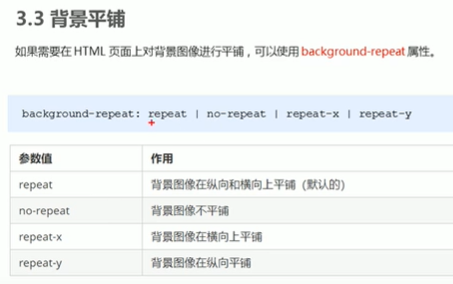 3.3 背景平铺
如果需要在 HTML 页面上对背景图像进行平铺，可以使用 background-repeat 属性。
background-repeat: repeat | no-repeat | repeat-x | repeat-y
参数值 作用
repeat 背景图像在纵向和横向上平铺（默认的）
no-repeat 背景图像不平铺
repeat-x 背景图像在横向上平铺
repeat-y 背景图像在纵向平铺